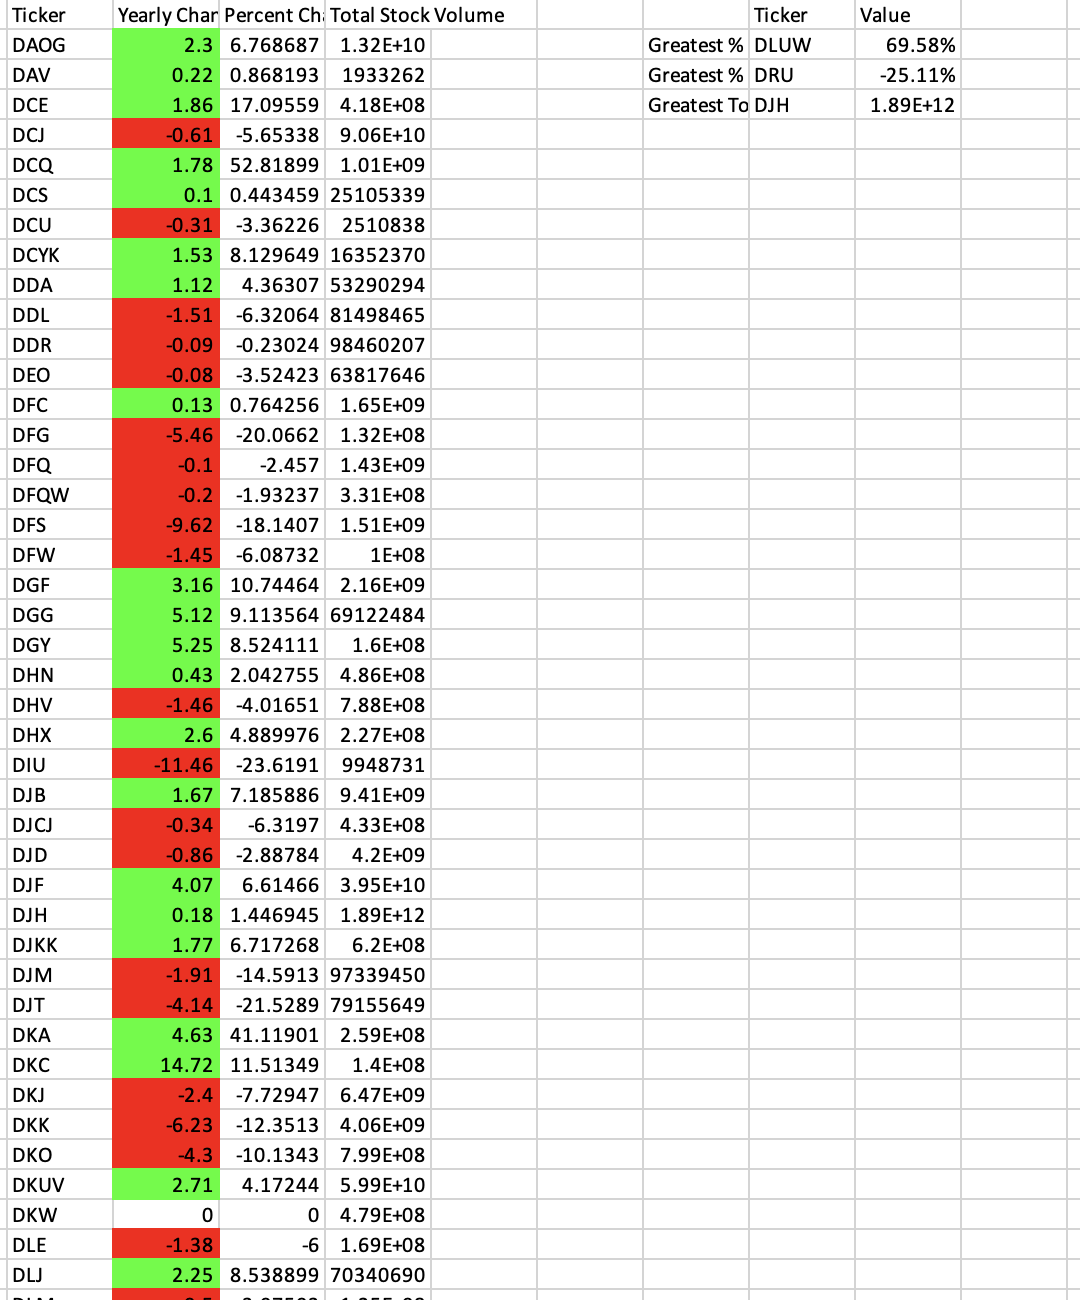 Ticker Yearly Char Percent Ch Total Stock Volume Ticker Value
DAOG 2.3 6.768687 1.32E+10 Greatest % DLUW 69.58%
DAV 0.22 0.868193 1933262 Greatest % DRU -25.11%
DCE 1.86 17.09559 4.18E+08 Greatest To DJH 1.89E+12
DCJ -0.61 -5.65338 9.06E+10
DCQ 1.78 52.81899 1.01E+09
DCS 0.1 0.443459 25105339
DCU -0.31 -3.36226 2510838
DCYK 1.53 8.129649 16352370
DDA 1.12 4.36307 53290294
DDL -1.51 -6.32064 81498465
DDR -0.09 -0.23024 98460207
DEO -0.08 -3.52423 63817646
DFC 0.13 0.764256 1.65E+09
DFG -5.46 -20.0662 1.32E+08
DFQ -0.1 -2.457 1.43E+09
DFQW -0.2 -1.93237 3.31E+08
DFS -9.62 -18.1407 1.51E+09
DFW -1.45 -6.08732 1E+08
DGF 3.16 10.74464 2.16E+09
DGG 5.12 9.113564 69122484
DGY 5.25 8.524111 1.6E+08
DHN 0.43 2.042755 4.86E+08
DHV -1.46 -4.01651 7.88E+08
DHX 2.6 4.889976 2.27E+08
DIU -11.46 -23.6191 9948731
DJB 1.67 7.185886 9.41E+09
DJCJ -0.34 -6.3197 4.33E+08
DJD -0.86 -2.88784 4.2E+09
DJF 4.07 6.61466 3.95E+10
DJH 0.18 1.446945 1.89E+12
DJKK 1.77 6.717268 6.2E+08
DJM -1.91 -14.5913 97339450
DJT -4.14 -21.5289 79155649
DKA 4.63 41.11901 2.59E+08
DKC 14.72 11.51349 1.4E+08
DKJ -2.4 -7.72947 6.47E+09
DKK -6.23 -12.3513 4.06E+09
DKO -4.3 -10.1343 7.99E+08
DKUV 2.71 4.17244 5.99E+10
DKW 0 0 4.79E+08
DLE -1.38 -6 1.69E+08
DLJ 2.25 8.538899 70340690